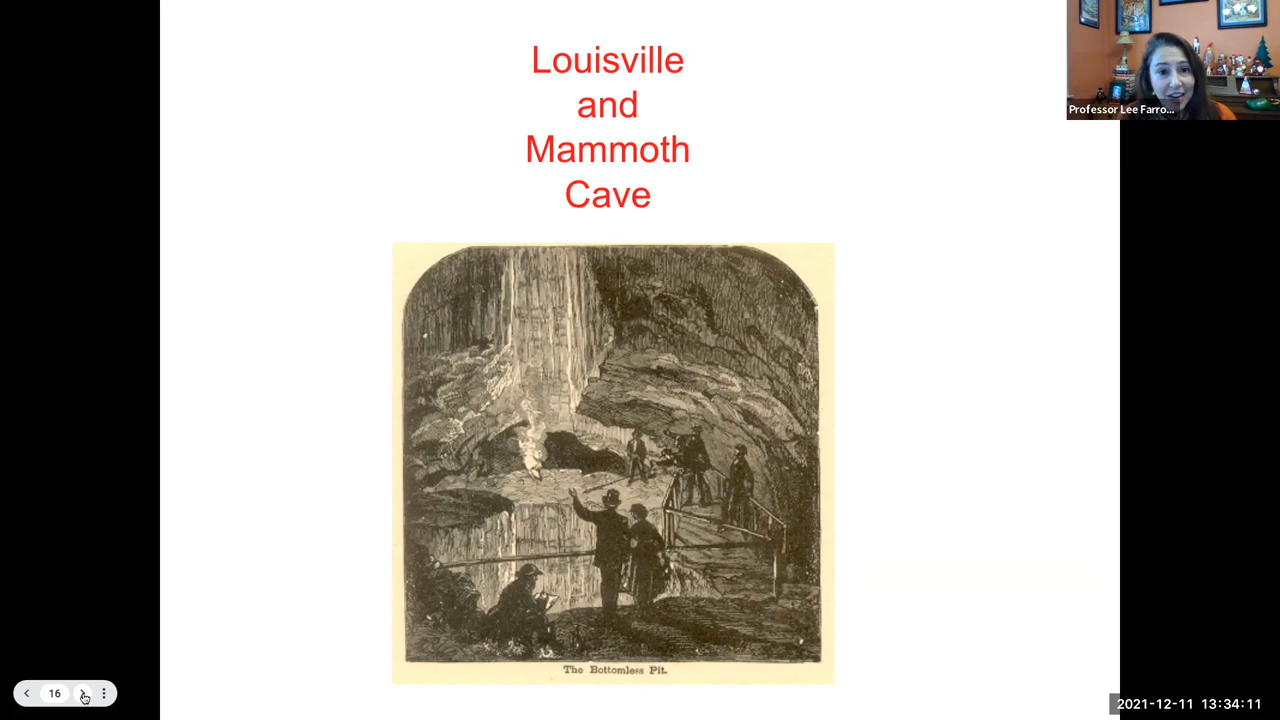 Louisville
and
Mammoth
Cave
Professor Lee Farro...
The Bottomless Pit.
16
2021-12-11 13:34:11